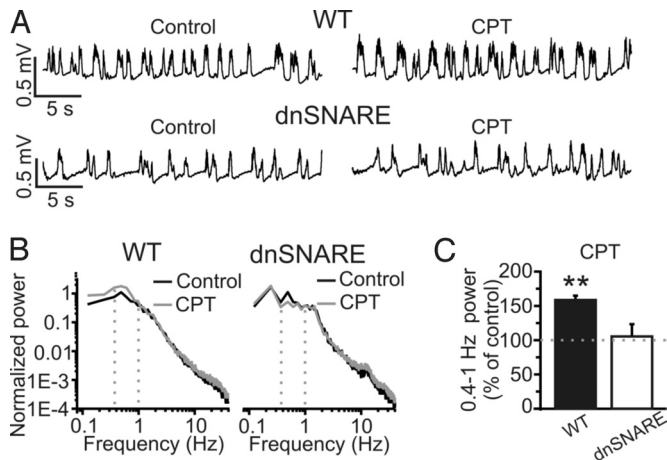 A
WT
Control
CPT
0.5 mV
5 s
dnSNARE
Control
CPT
0.5 mV
5 s
B
WT
dnSNARE
Control
CPT
Control
CPT
Normalized power
1
0.1
0.01
1E-3
1E-4
0.1
1
10
0.1
1
10
Frequency (Hz)
Frequency (Hz)
C
CPT
0.4-1 Hz power
(% of control)
200
150
100
50
0
**
WT
dnSNARE